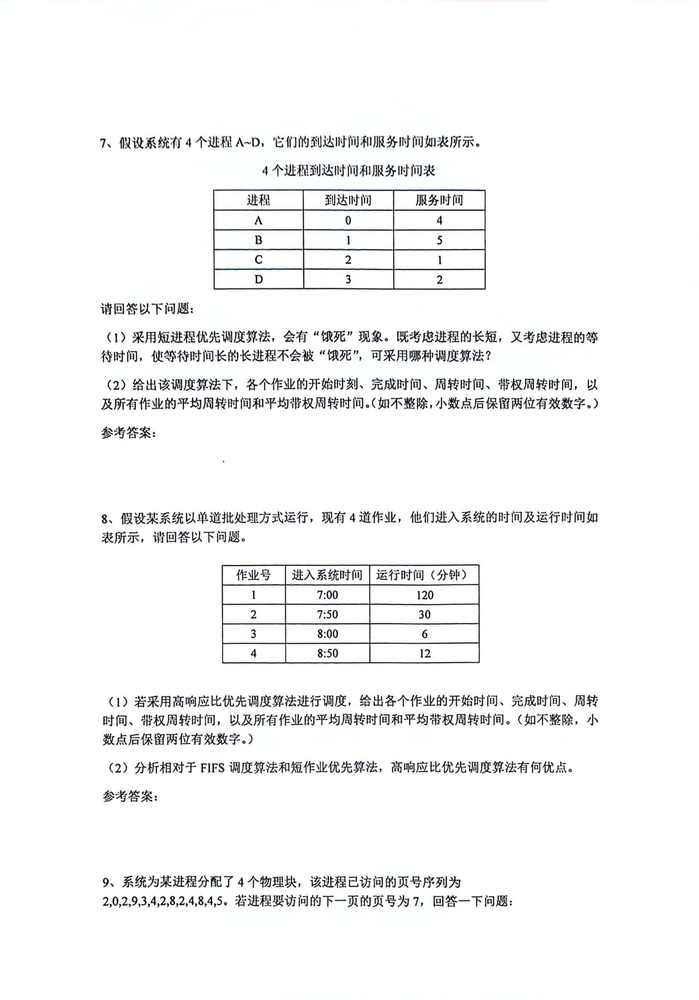 7、假设系统有 4 个进程 A~D，它们的到达时间和服务时间如表所示。
4 个进程到达时间和服务时间表
进程 到达时间 服务时间
A 0 4
B 1 5
C 2 1
D 3 2
请回答以下问题：
（1）采用短进程优先调度算法，会有“饿死”现象。既考虑进程的长短，又考虑进程的等
待时间，使等待时间长的长进程不会被“饿死”，可采用哪种调度算法？
（2）给出该调度算法下，各个作业的开始时刻、完成时间、周转时间、带权周转时间，以
及所有作业的平均周转时间和平均带权周转时间。（如不整除，小数点后保留两位有效数字。）
参考答案：
8、假设某系统以单道批处理方式运行，现有 4 道作业，他们进入系统的时间及运行时间如
表所示，请回答以下问题。
作业号 进入系统时间 运行时间（分钟）
1 7:00 120
2 7:50 30
3 8:00 6
4 8:50 12
（1）若采用高响应比优先调度算法进行调度，给出各个作业的开始时间、完成时间、周转
时间、带权周转时间，以及所有作业的平均周转时间和平均带权周转时间。（如不整除，小
数点后保留两位有效数字。）
（2）分析相对于 FIFS 调度算法和短作业优先算法，高响应比优先调度算法有何优点。
参考答案：
9、系统为某进程分配了 4 个物理块，该进程已访问的页号序列为
2,0,2,9,3,4,2,8,2,4,8,4,5。若进程要访问的下一页的页号为 7，回答一下问题：